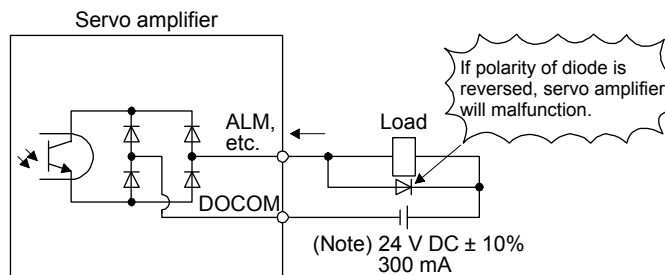 Servo amplifier
If polarity of diode is
reversed, servo amplifier
will malfunction.
ALM,
etc.
Load
DOCOM
(Note) 24 V DC ± 10%
300 mA